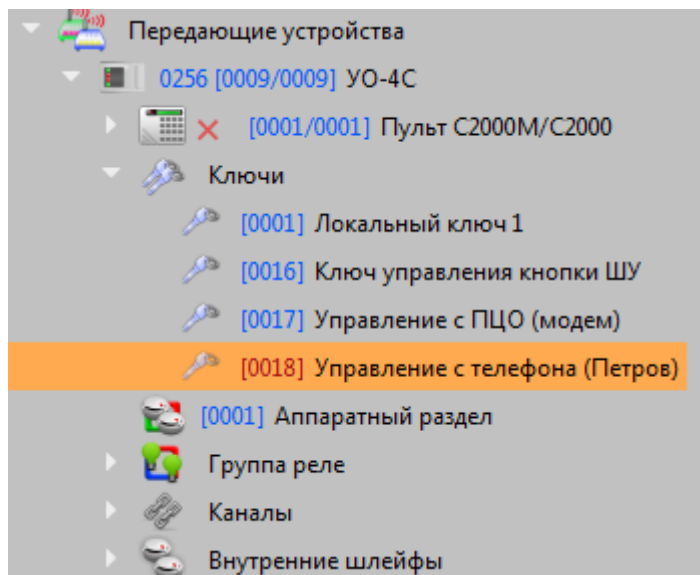 Передающие устройства
0256 [0009/0009] УО-4С
[0001/0001] Пульт С2000М/С2000
Ключи
[0001] Локальный ключ 1
[0016] Ключ управления кнопки ШУ
[0017] Управление с ПЦО (модем)
[0018] Управление с телефона (Петров)
[0001] Аппаратный раздел
Группа реле
Каналы
Внутренние шлейфы